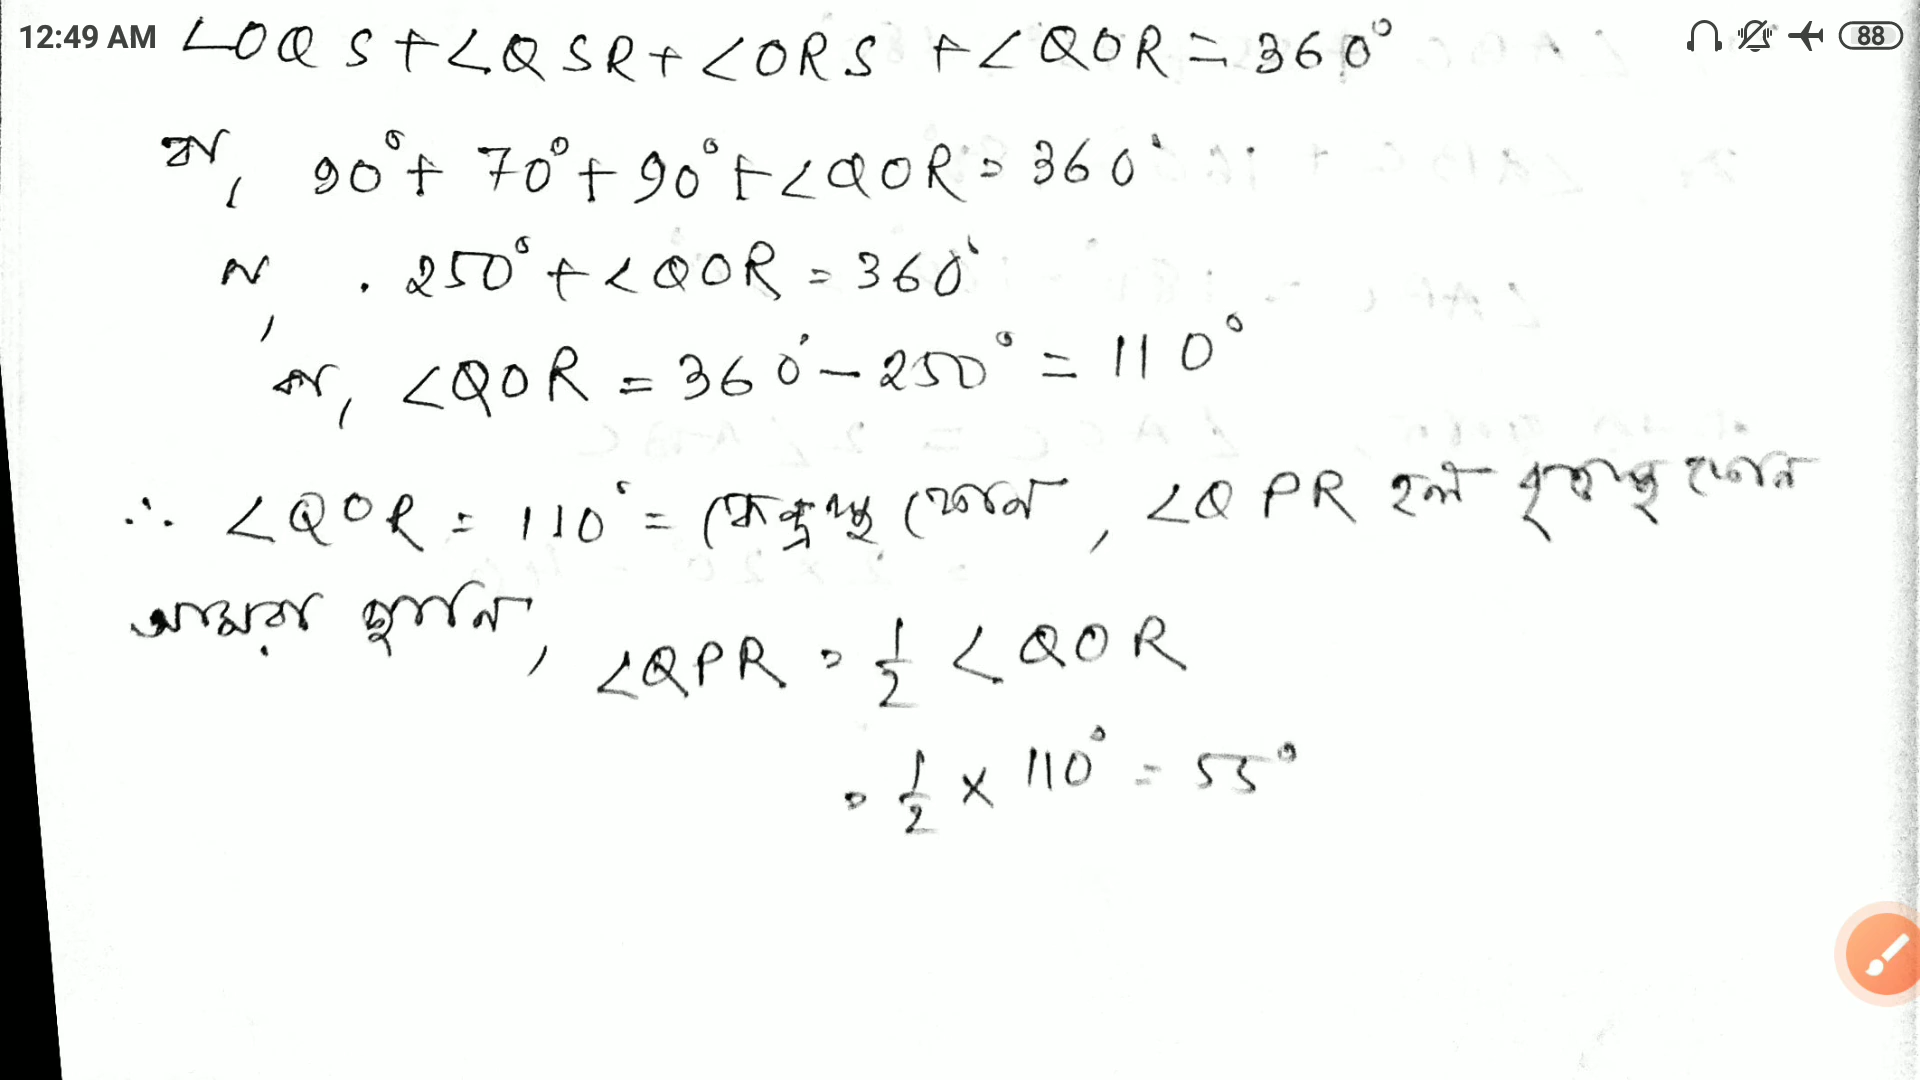 12:49 AM 88
∠OQS+∠QSR+∠ORS +∠QOR = 360°
বা, 90°+ 70°+ 90°+∠QOR = 360°
বা, 250°+∠QOR = 360°
বা, ∠QOR = 360°-250° = 110°
∴ ∠QOR = 110° = কেন্দ্রস্থ কোন, ∠QPR হল বৃত্তস্থ কোন
আমরা জানি, ∠QPR = 1/2 ∠QOR
= 1/2 × 110° = 55°